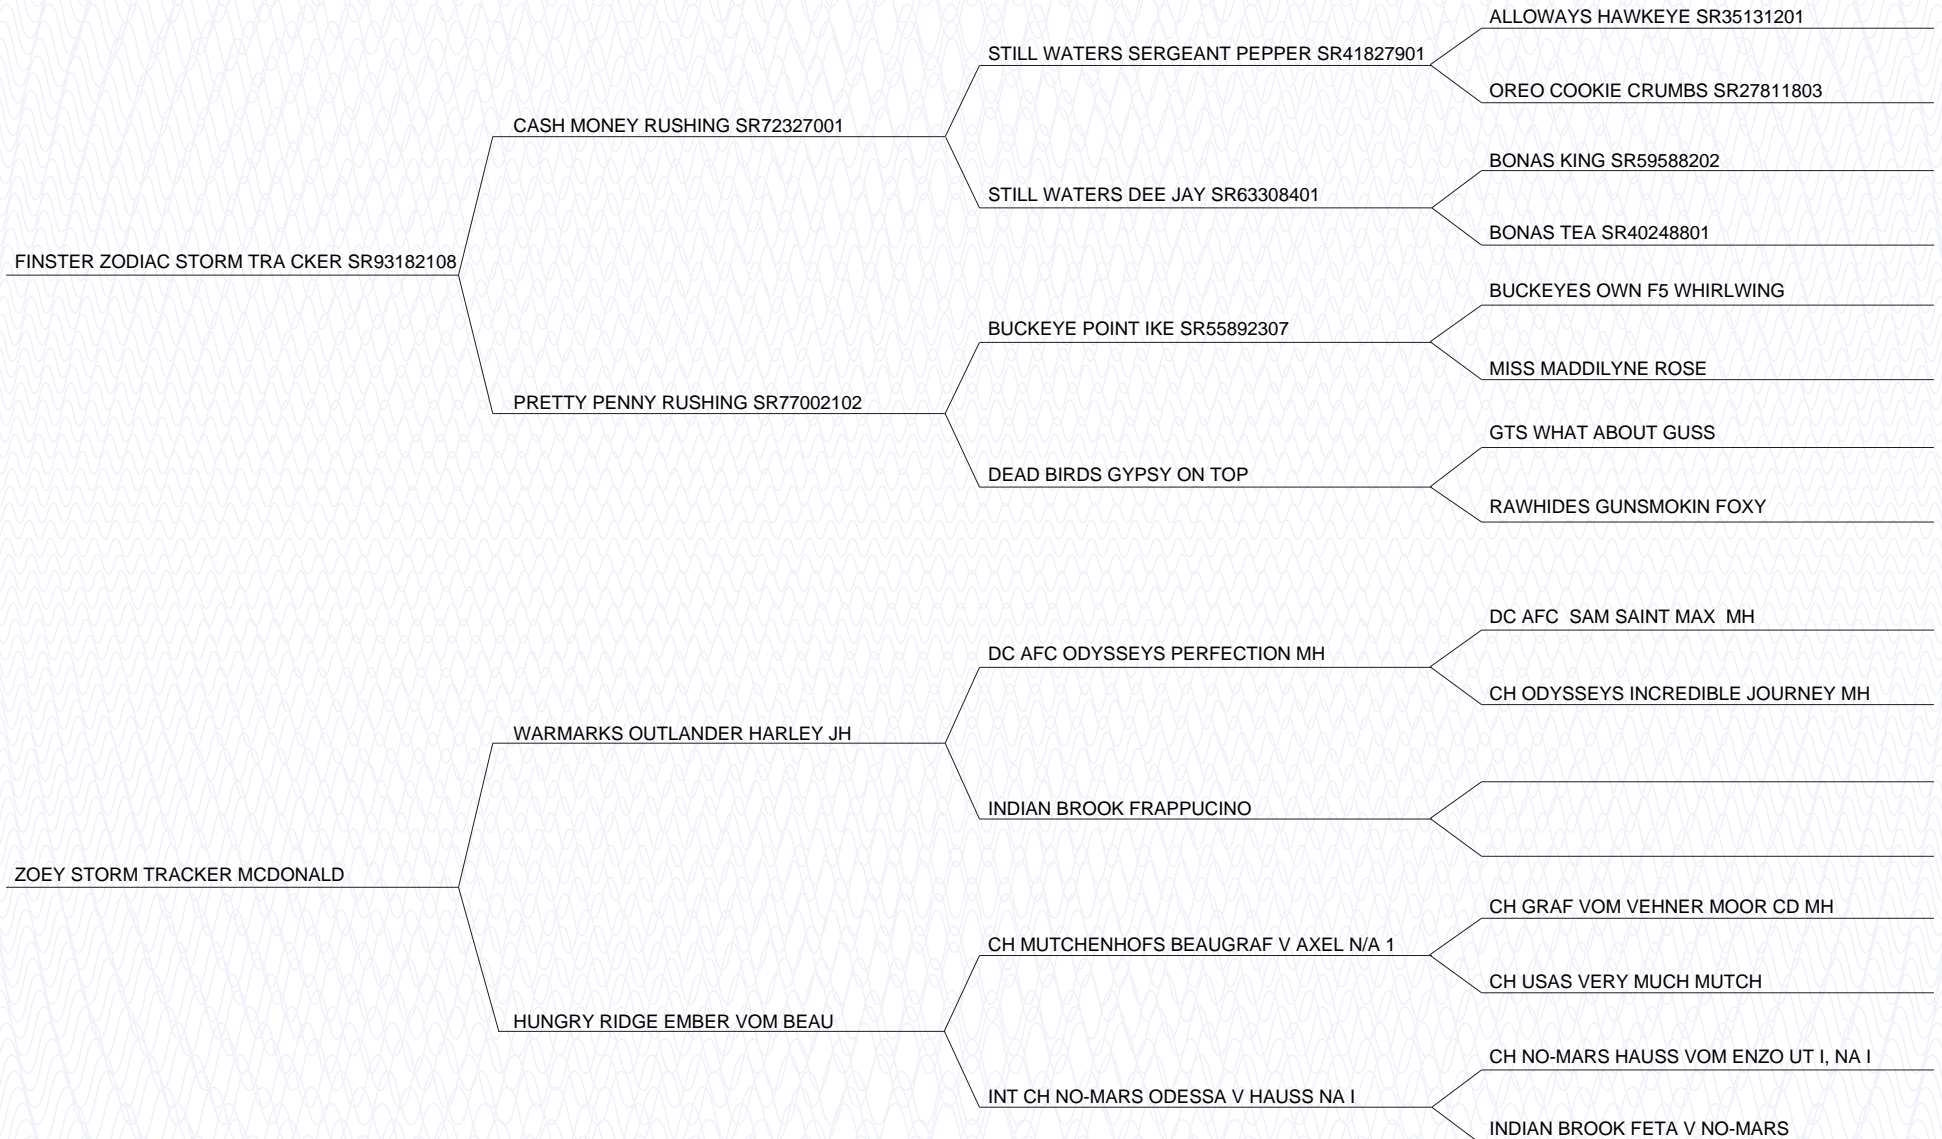 ALLOWAYS HAWKEYE SR35131201
STILL WATERS SERGEANT PEPPER SR41827901
OREO COOKIE CRUMBS SR27811803
CASH MONEY RUSHING SR72327001
BONAS KING SR59588202
STILL WATERS DEE JAY SR63308401
BONAS TEA SR40248801
FINSTER ZODIAC STORM TRA CKER SR93182108
BUCKEYES OWN F5 WHIRLWING
BUCKEYE POINT IKE SR55892307
MISS MADDILYNE ROSE
PRETTY PENNY RUSHING SR77002102
GTS WHAT ABOUT GUSS
DEAD BIRDS GYPSY ON TOP
RAWHIDES GUNSMOKIN FOXY
DC AFC  SAM SAINT MAX  MH
DC AFC ODYSSEYS PERFECTION MH
CH ODYSSEYS INCREDIBLE JOURNEY MH
WARMARKS OUTLANDER HARLEY JH
INDIAN BROOK FRAPPUCINO
ZOEY STORM TRACKER MCDONALD
CH GRAF VOM VEHNER MOOR CD MH
CH MUTCHENHOFS BEAUGRAF V AXEL N/A 1
CH USAS VERY MUCH MUTCH
HUNGRY RIDGE EMBER VOM BEAU
CH NO-MARS HAUSS VOM ENZO UT I, NA I
INT CH NO-MARS ODESSA V HAUSS NA I
INDIAN BROOK FETA V NO-MARS